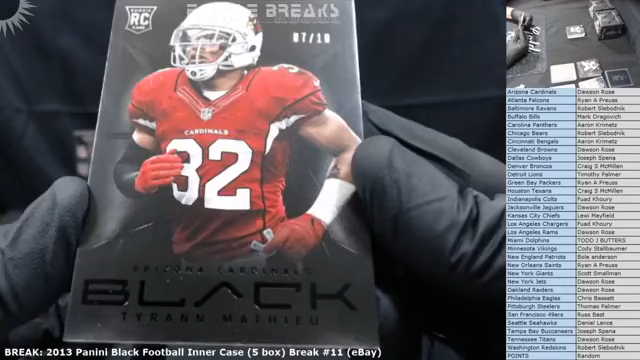 RC
BREAKS
07/10
32
CARDINALS
32
ARIZONA CARDINALS
BLACK
TYRANN MATHIEU
BREAK: 2013 Panini Black Football Inner Case (5 box) Break #11 (eBay)
Arizona Cardinals Dawson Rose
Atlanta Falcons Ryan A Preuss
Baltimore Ravens Robert Slebodnik
Buffalo Bills Mark Dragovich
Carolina Panthers Aaron Krimetz
Chicago Bears Robert Slebodnik
Cincinnati Bengals Aaron Krimetz
Cleveland Browns Dawson Rose
Dallas Cowboys Joseph Spena
Denver Broncos Craig S McMillen
Detroit Lions Timothy Palmer
Green Bay Packers Ryan A Preuss
Houston Texans Craig S McMillen
Indianapolis Colts Fuad Khoury
Jacksonville Jaguars Dawson Rose
Kansas City Chiefs Lewi Mayfield
Los Angeles Chargers Fuad Khoury
Los Angeles Rams Dawson Rose
Miami Dolphins TODD J BUTTERS
Minnesota Vikings Cody Stallbaumer
New England Patriots Bole anderson
New Orleans Saints Ryan A Preuss
New York Giants Scott Smallman
New York Jets Dawson Rose
Oakland Raiders Dawson Rose
Philadelphia Eagles Chris Bassett
Pittsburgh Steelers Thomas Palmer
San Francisco 49ers Russ Bast
Seattle Seahawks Daniel Lance
Tampa Bay Buccaneers Joseph Spena
Tennessee Titans Dawson Rose
Washington Redskins Robert Slebodnik
POINTS Random